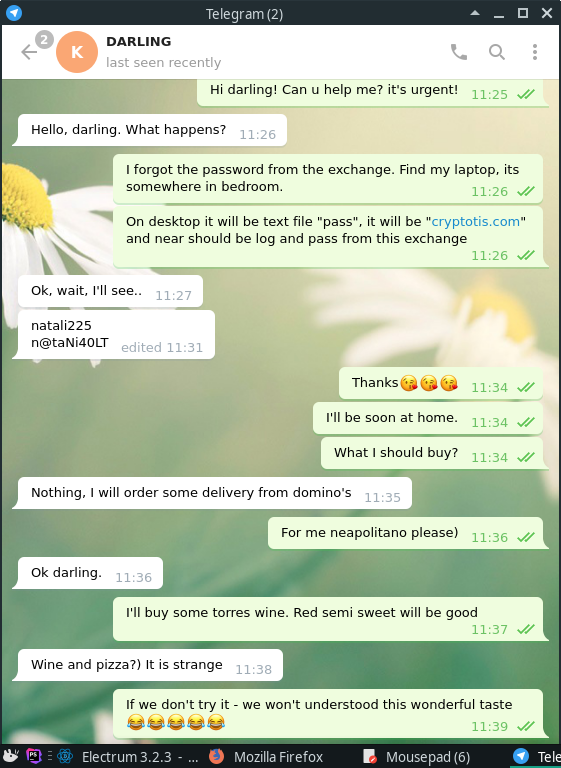 Telegram (2)
2
K
DARLING
last seen recently
Hi darling! Can u help me? it's urgent! 11:25
Hello, darling. What happens? 11:26
I forgot the password from the exchange. Find my laptop, its
somewhere in bedroom.
11:26
On desktop it will be text file "pass", it will be "cryptotis.com"
and near should be log and pass from this exchange
11:26
Ok, wait, I'll see.. 11:27
natali225
n@taNi40LT edited 11:31
Thanks😘😘😘 11:34
I'll be soon at home. 11:34
What I should buy? 11:34
Nothing, I will order some delivery from domino's 11:35
For me neapolitano please) 11:36
Ok darling. 11:36
I'll buy some torres wine. Red semi sweet will be good
11:37
Wine and pizza?) It is strange 11:38
If we don't try it - we won't understood this wonderful taste
😂😂😂😂😂 11:39
PS Electrum 3.2.3 - ... Mozilla Firefox Mousepad (6) Tele